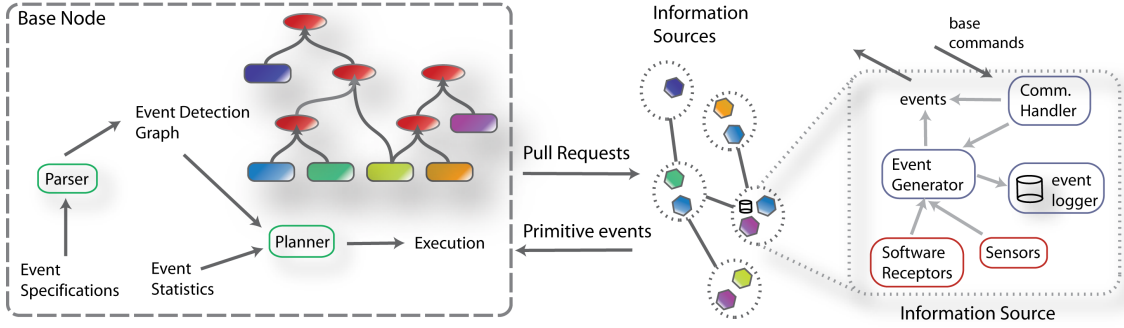 Base Node
Event Detection
Graph
Parser
Planner
Execution
Event
Specifications
Event
Statistics
Pull Requests
Primitive events
Information
Sources
base
commands
events
Comm.
Handler
Event
Generator
event
logger
Software
Receptors
Sensors
Information Source